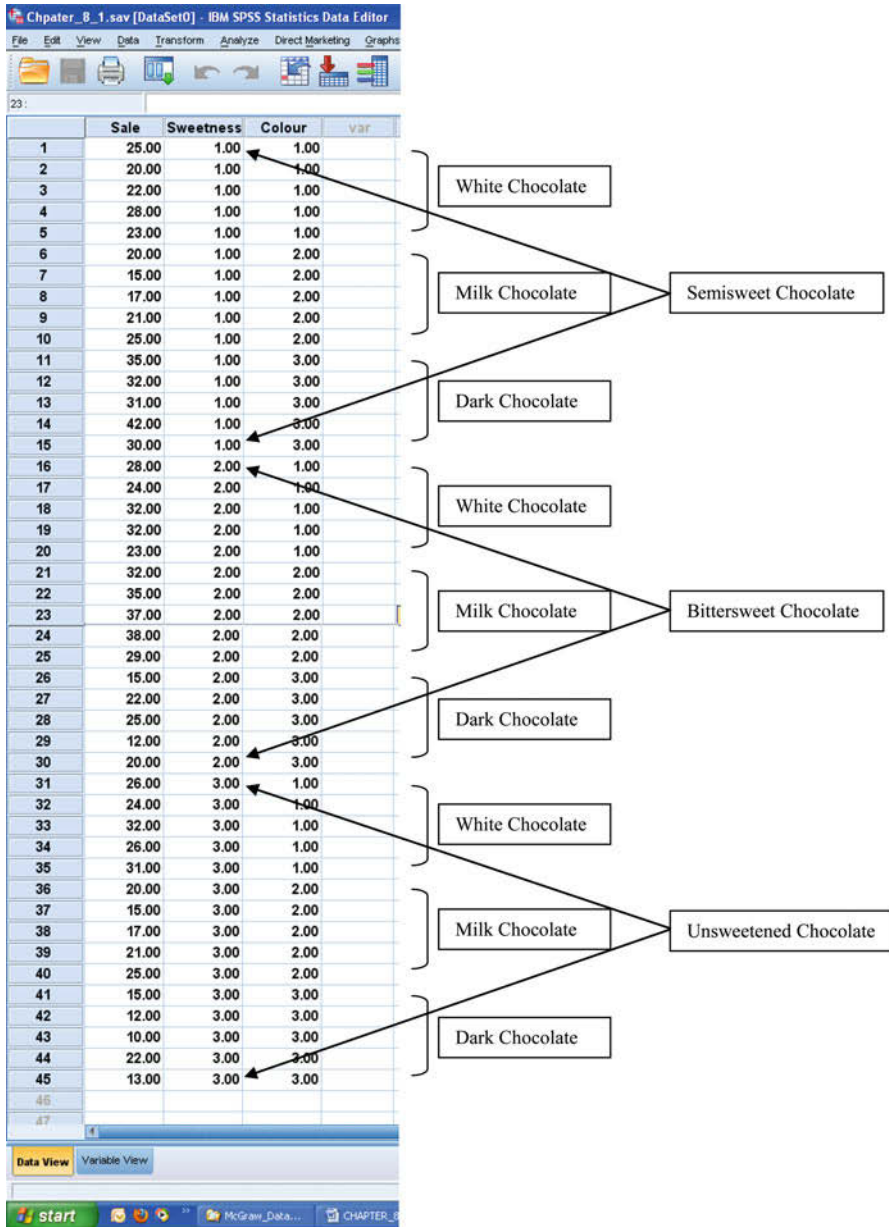 Chpater_8_1.sav [DataSet0] - IBM SPSS Statistics Data Editor
File Edit View Data Transform Analyze Direct Marketing Graphs
23 :
Sale Sweetness Colour var
1 25.00 1.00 1.00
2 20.00 1.00 1.00
3 22.00 1.00 1.00
4 28.00 1.00 1.00
5 23.00 1.00 1.00
White Chocolate
6 20.00 1.00 2.00
7 15.00 1.00 2.00
8 17.00 1.00 2.00
9 21.00 1.00 2.00
10 25.00 1.00 2.00
Milk Chocolate
Semisweet Chocolate
11 35.00 1.00 3.00
12 32.00 1.00 3.00
13 31.00 1.00 3.00
14 42.00 1.00 3.00
15 30.00 1.00 3.00
Dark Chocolate
16 28.00 2.00 1.00
17 24.00 2.00 1.00
18 32.00 2.00 1.00
19 32.00 2.00 1.00
20 23.00 2.00 1.00
White Chocolate
21 32.00 2.00 2.00
22 35.00 2.00 2.00
23 37.00 2.00 2.00
24 38.00 2.00 2.00
25 29.00 2.00 2.00
Milk Chocolate
Bittersweet Chocolate
26 15.00 2.00 3.00
27 22.00 2.00 3.00
28 25.00 2.00 3.00
29 12.00 2.00 3.00
30 20.00 2.00 3.00
Dark Chocolate
31 26.00 3.00 1.00
32 24.00 3.00 1.00
33 32.00 3.00 1.00
34 26.00 3.00 1.00
35 31.00 3.00 1.00
White Chocolate
36 20.00 3.00 2.00
37 15.00 3.00 2.00
38 17.00 3.00 2.00
39 21.00 3.00 2.00
40 25.00 3.00 2.00
Milk Chocolate
Unsweetened Chocolate
41 15.00 3.00 3.00
42 12.00 3.00 3.00
43 10.00 3.00 3.00
44 22.00 3.00 3.00
45 13.00 3.00 3.00
Dark Chocolate
46
47
Data View Variable View
start McGraw_Data... CHAPTER_8